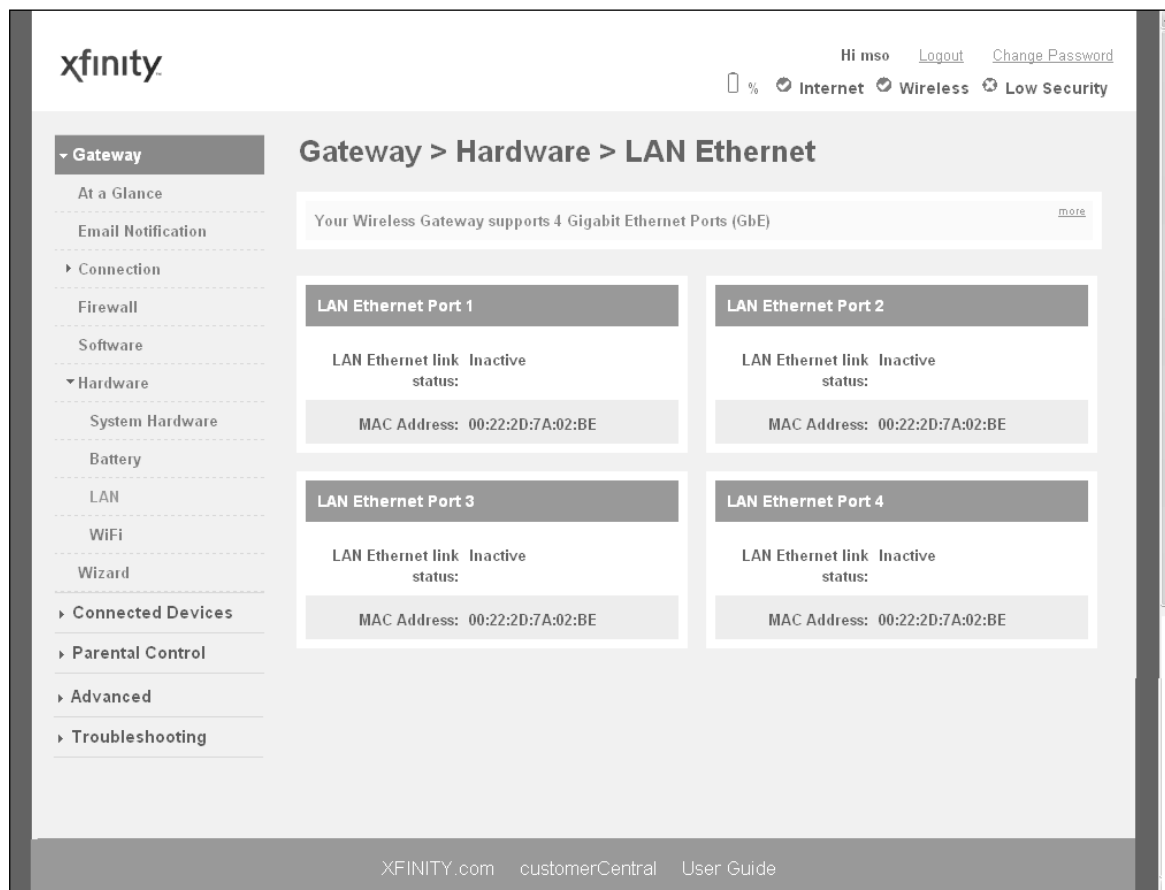 xfinity
Hi mso Logout Change Password
% Internet Wireless Low Security
Gateway
At a Glance
Email Notification
Connection
Firewall
Software
Hardware
System Hardware
Battery
LAN
WiFi
Wizard
Connected Devices
Parental Control
Advanced
Troubleshooting
Gateway > Hardware > LAN Ethernet
Your Wireless Gateway supports 4 Gigabit Ethernet Ports (GbE) more
LAN Ethernet Port 1
LAN Ethernet link Inactive
status:
MAC Address: 00:22:2D:7A:02:BE
LAN Ethernet Port 2
LAN Ethernet link Inactive
status:
MAC Address: 00:22:2D:7A:02:BE
LAN Ethernet Port 3
LAN Ethernet link Inactive
status:
MAC Address: 00:22:2D:7A:02:BE
LAN Ethernet Port 4
LAN Ethernet link Inactive
status:
MAC Address: 00:22:2D:7A:02:BE
XFINITY.com customerCentral User Guide